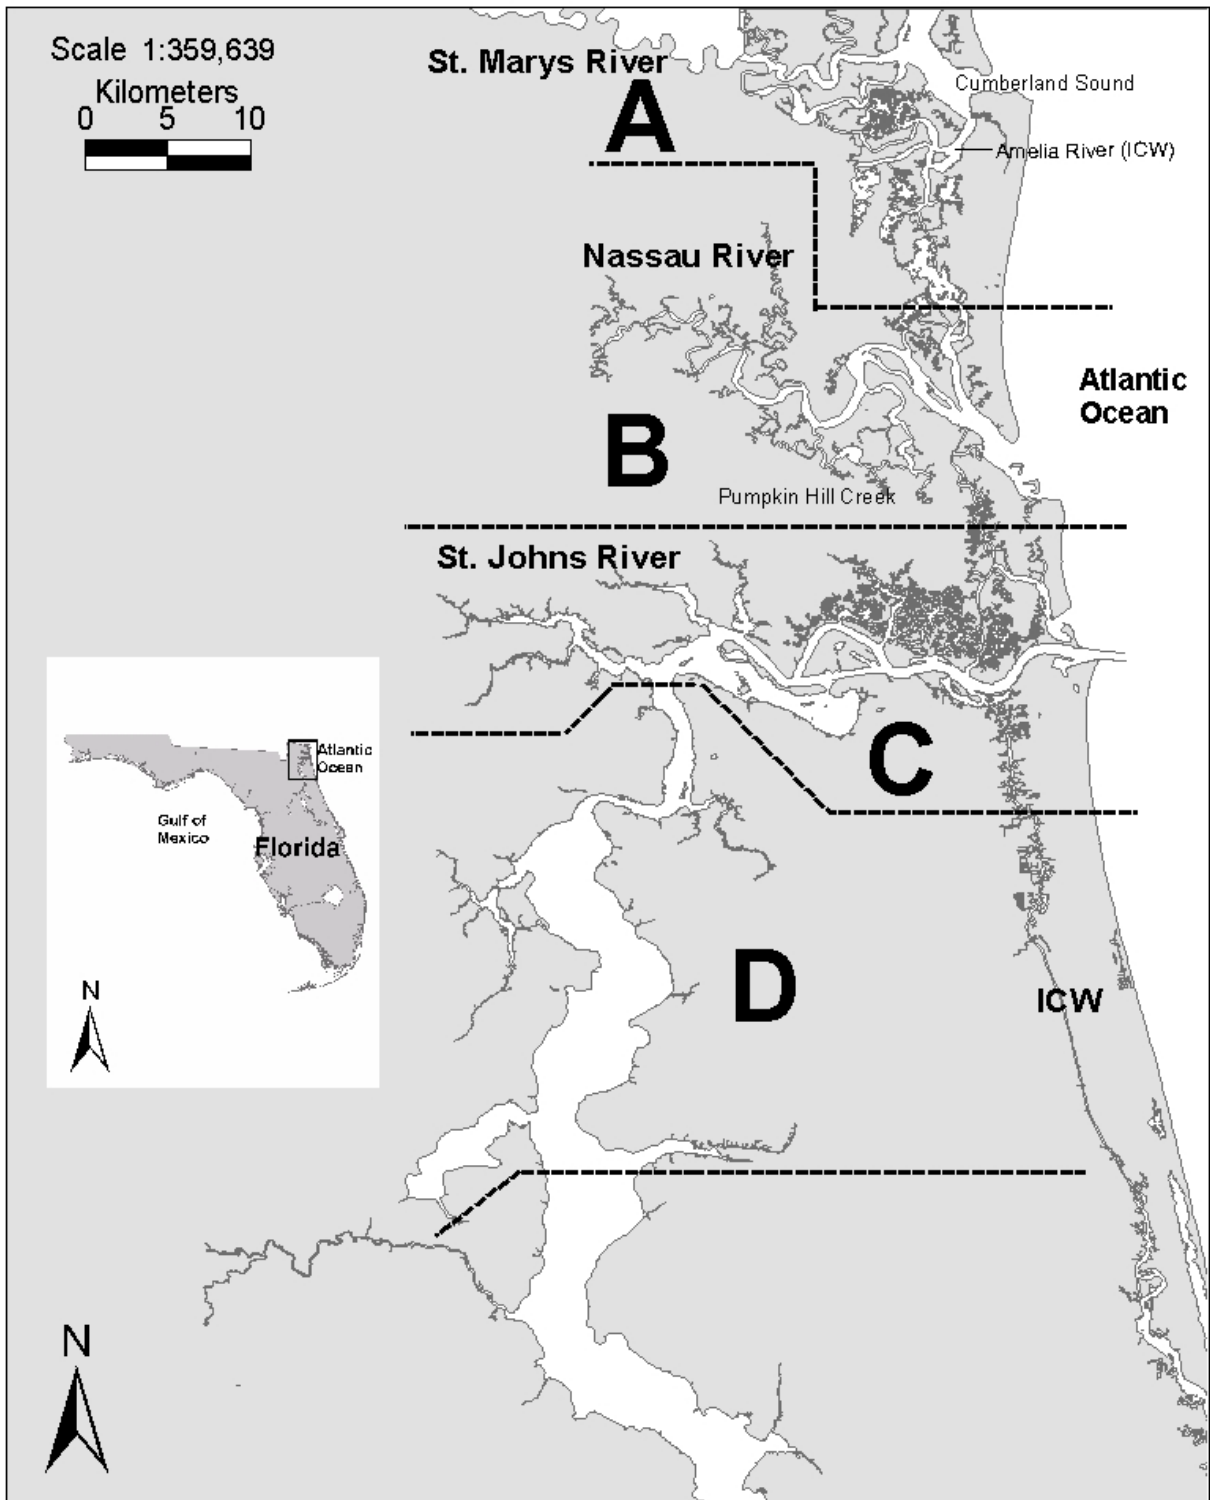 Scale 1:359,639
Kilometers
0 5 10
St. Marys River
A
Cumberland Sound
Amelia River (ICW)
Nassau River
Atlantic
Ocean
B
Pumpkin Hill Creek
St. Johns River
C
Atlantic
Ocean
Gulf of
Mexico
Florida
N
D
ICW
N